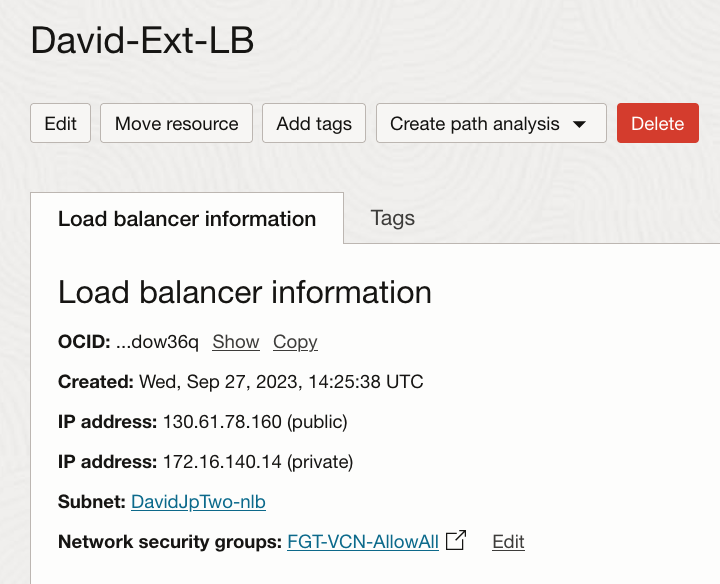 David-Ext-LB
Edit Move resource Add tags Create path analysis Delete
Load balancer information Tags
Load balancer information
OCID: ...dow36q Show Copy
Created: Wed, Sep 27, 2023, 14:25:38 UTC
IP address: 130.61.78.160 (public)
IP address: 172.16.140.14 (private)
Subnet: DavidJpTwo-nlb
Network security groups: FGT-VCN-AllowAll Edit